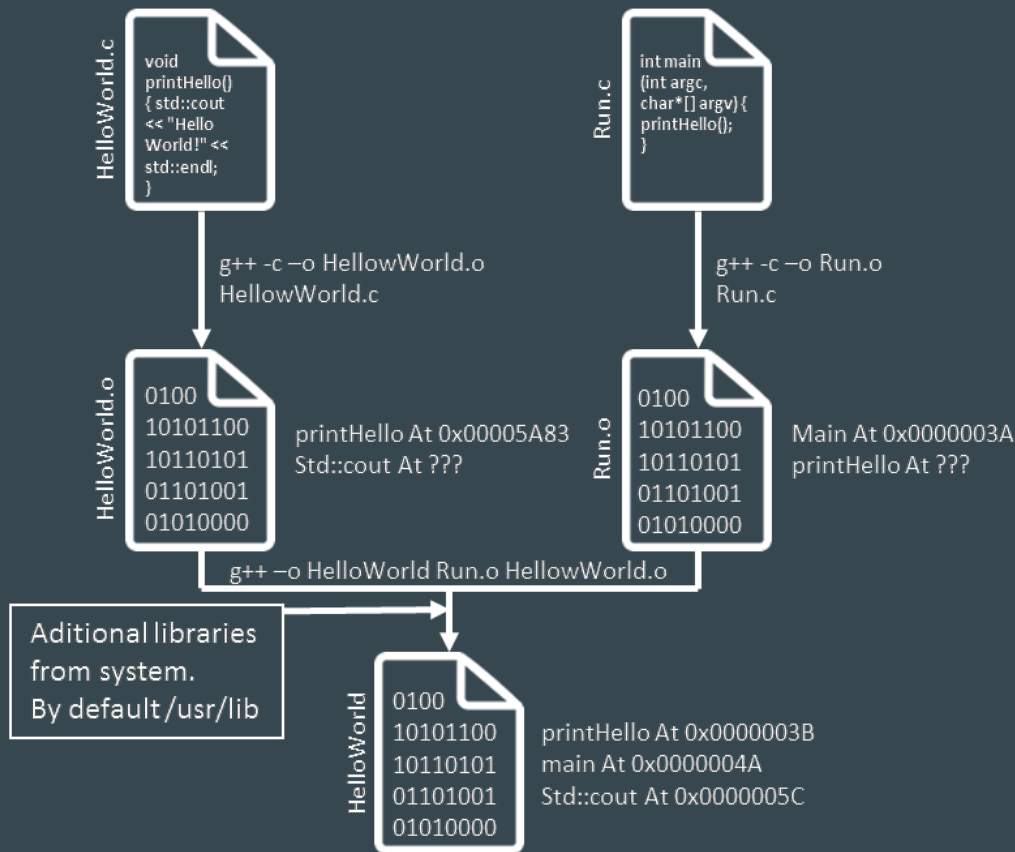 HelloWorld.c
void
printHello()
{ std::cout
<< "Hello
World!" <<
std::endl;
}
Run.c
int main
(int argc,
char*[] argv) {
printHello();
}
g++ -c –o HellowWorld.o
HellowWorld.c
g++ -c –o Run.o
Run.c
HelloWorld.o
0100
10101100
10110101
01101001
01010000
printHello At 0x00005A83
Std::cout At ???
Run.o
0100
10101100
10110101
01101001
01010000
Main At 0x0000003A
printHello At ???
g++ –o HelloWorld Run.o HellowWorld.o
Aditional libraries
from system.
By default /usr/lib
HelloWorld
0100
10101100
10110101
01101001
01010000
printHello At 0x0000003B
main At 0x0000004A
Std::cout At 0x0000005C